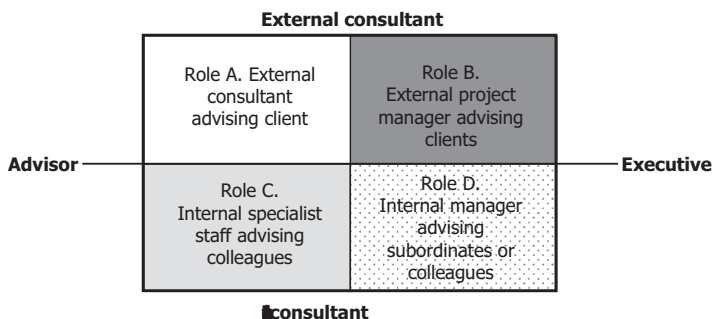 External consultant
Role A. External
consultant
advising client
Role B.
External project
manager advising
clients
Advisor
Executive
Role C.
Internal specialist
staff advising
colleagues
Role D.
Internal manager
advising
subordinates or
colleagues
consultant